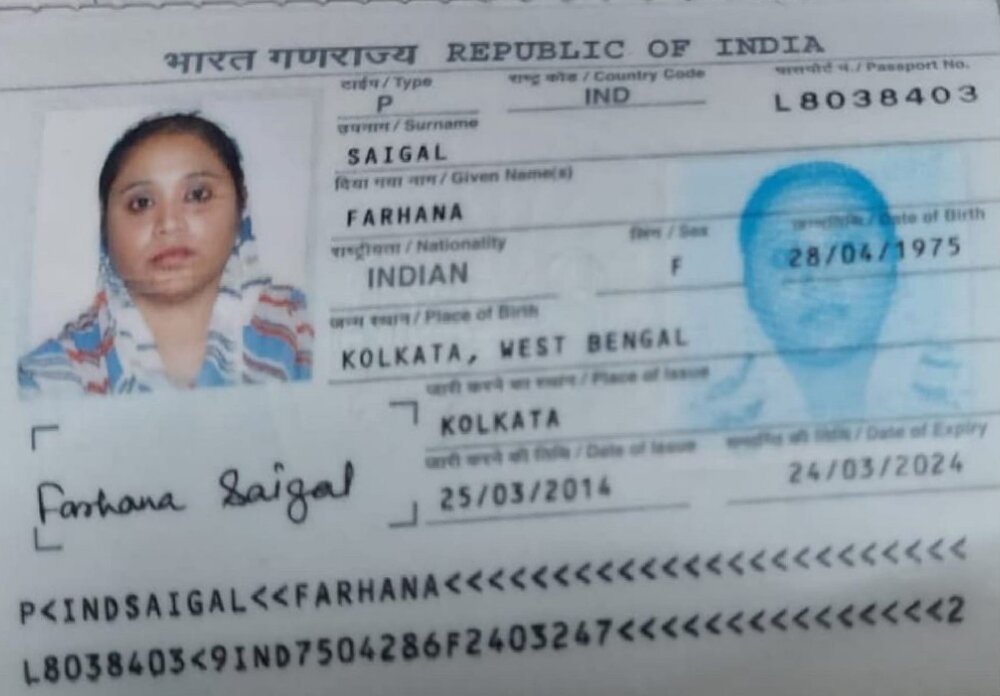 भारत गणराज्य REPUBLIC OF INDIA
टाईप / Type राष्ट्र कोड / Country Code पासपोर्ट नं. / Passport No.
P IND L8038403
उपनाम / Surname
SAIGAL
दिया गया नाम / Given Name(s)
FARHANA
राष्ट्रीयता / Nationality लिंग / Sex जन्मतिथि / Date of Birth
INDIAN F 28/04/1975
जन्म स्थान / Place of Birth
KOLKATA, WEST BENGAL
जारी करने का स्थान / Place of Issue
KOLKATA
जारी करने की तिथि / Date of Issue समाप्ति की तिथि / Date of Expiry
25/03/2014 24/03/2024
Farhana Saigal
P<INDSAIGAL<<FARHANA<<<<<<<<<<<<<<<<<<<<<<<<
L8038403<9IND7504286F2403247<<<<<<<<<<<<<<<2